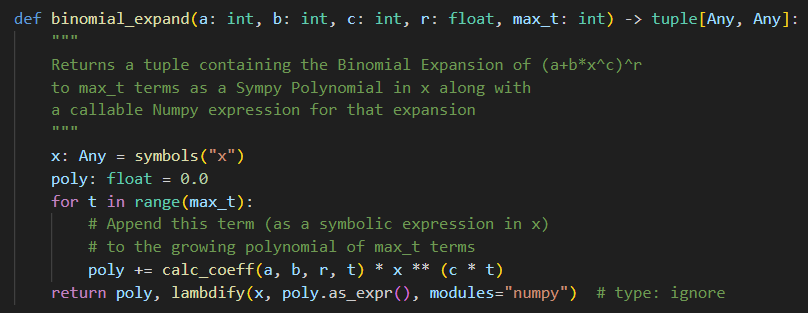 def binomial_expand(a: int, b: int, c: int, r: float, max_t: int) -> tuple[Any, Any]:
    """
    Returns a tuple containing the Binomial Expansion of (a+b*x^c)^r
    to max_t terms as a Sympy Polynomial in x along with
    a callable Numpy expression for that expansion
    """
    x: Any = symbols("x")
    poly: float = 0.0
    for t in range(max_t):
        # Append this term (as a symbolic expression in x)
        # to the growing polynomial of max_t terms
        poly += calc_coeff(a, b, r, t) * x ** (c * t)
    return poly, lambdify(x, poly.as_expr(), modules="numpy")  # type: ignore